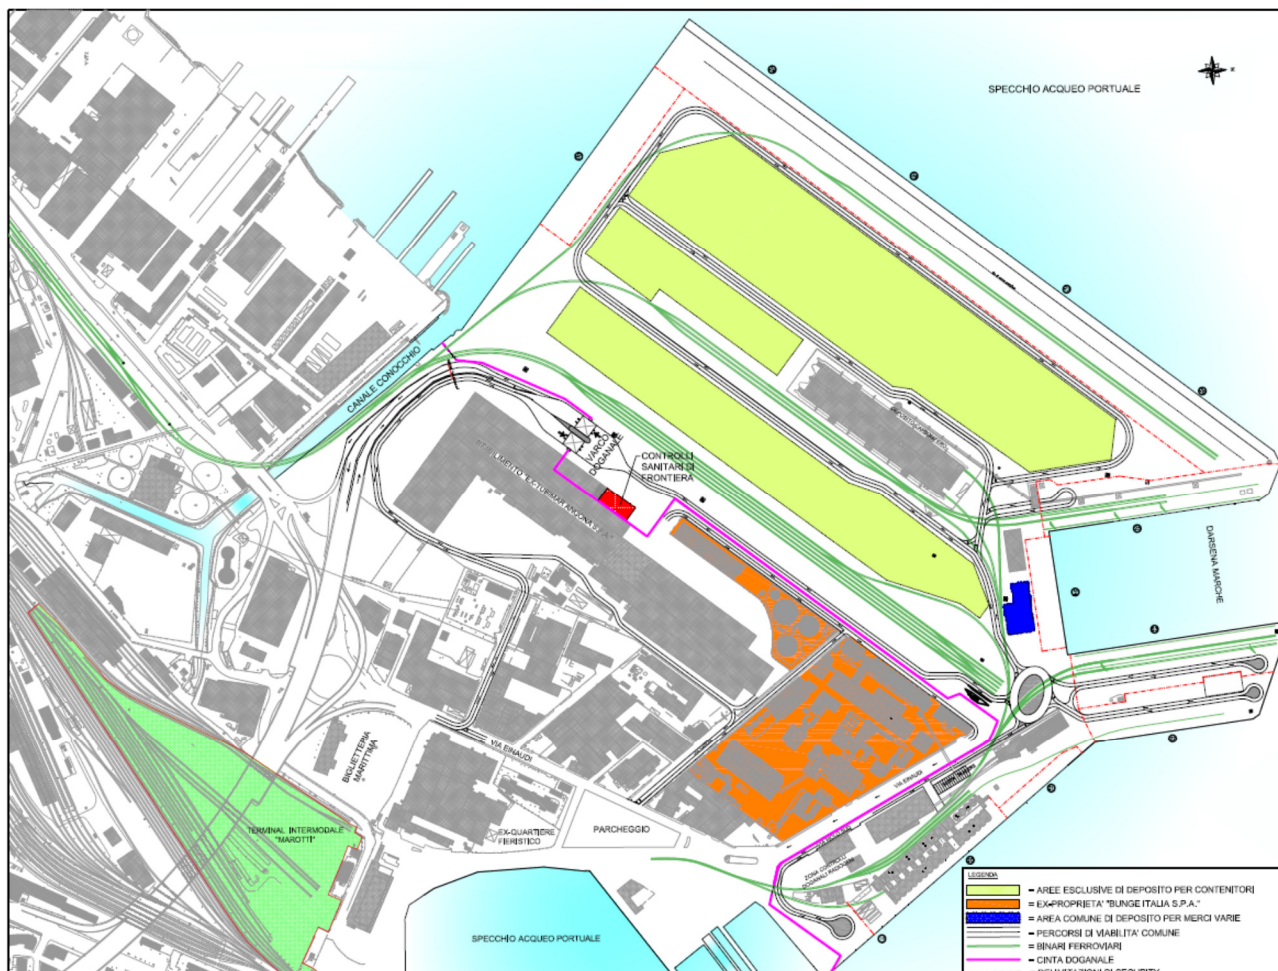 SPECCHIO ACQUEO PORTUALE
CANALE CONOCCHIO
VARCO
DOGANALE
CONTROLLI
SANITARI DI
FRONTIERA
DARSENA MARCHE
VIA EINAUDI
BIGLIETTERIA
MARITTIMA
TERMINAL INTERMODALE
"MAROTTI"
EX-QUARTIERE
FIERISTICO
PARCHEGGIO
VIA EINAUDI
ZONA CONTROLLI
SPECCHIO ACQUEO PORTUALE
LEGENDA
= AREE ESCLUSIVE DI DEPOSITO PER CONTENITORI
= EX-PROPRIETA' "BUNGE ITALIA S.P.A."
= AREA COMUNE DI DEPOSITO PER MERCI VARIE
= PERCORSI DI VIABILITA' COMUNE
= BINARI FERROVIARI
= CINTA DOGANALE